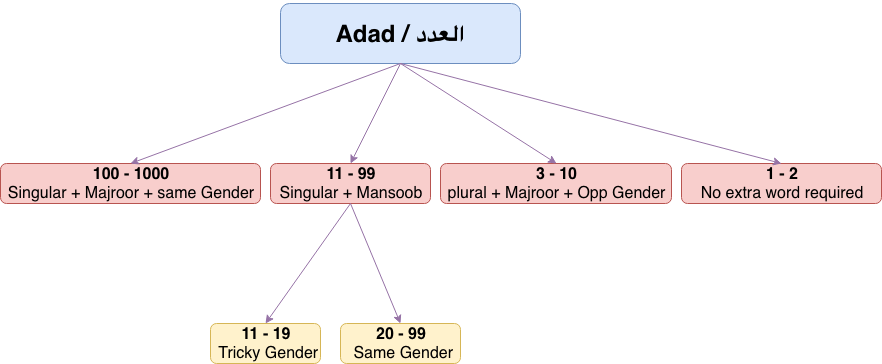 Adad / العدد
100 - 1000
Singular + Majroor + same Gender
11 - 99
Singular + Mansoob
3 - 10
plural + Majroor + Opp Gender
1 - 2
No extra word required
11 - 19
Tricky Gender
20 - 99
Same Gender